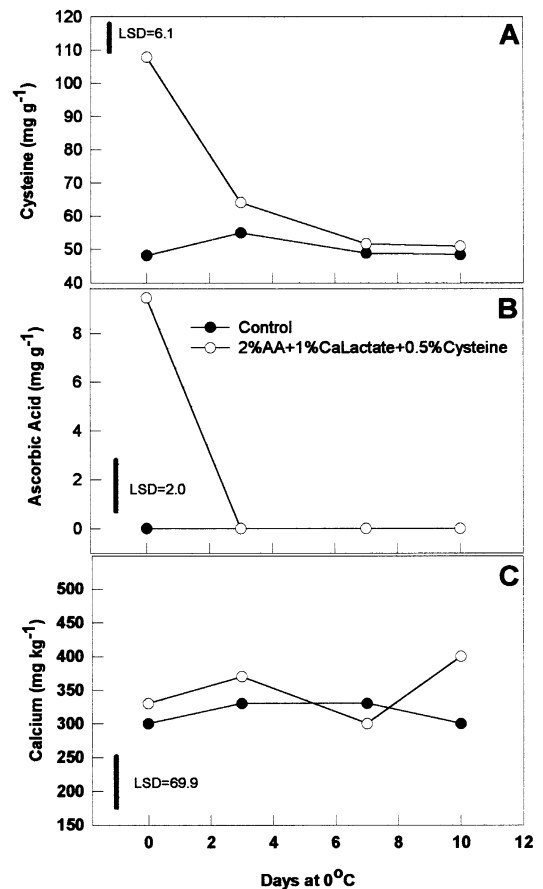 A
LSD=6.1
120
110
100
90
80
70
60
50
40
Cysteine (mg g-1)
B
Control
2%AA+1%CaLactate+0.5%Cysteine
8
6
4
2
0
Ascorbic Acid (mg g-1)
LSD=2.0
C
500
450
400
350
300
250
200
150
Calcium (mg kg-1)
LSD=69.9
0 2 4 6 8 10 12
Days at 0oC